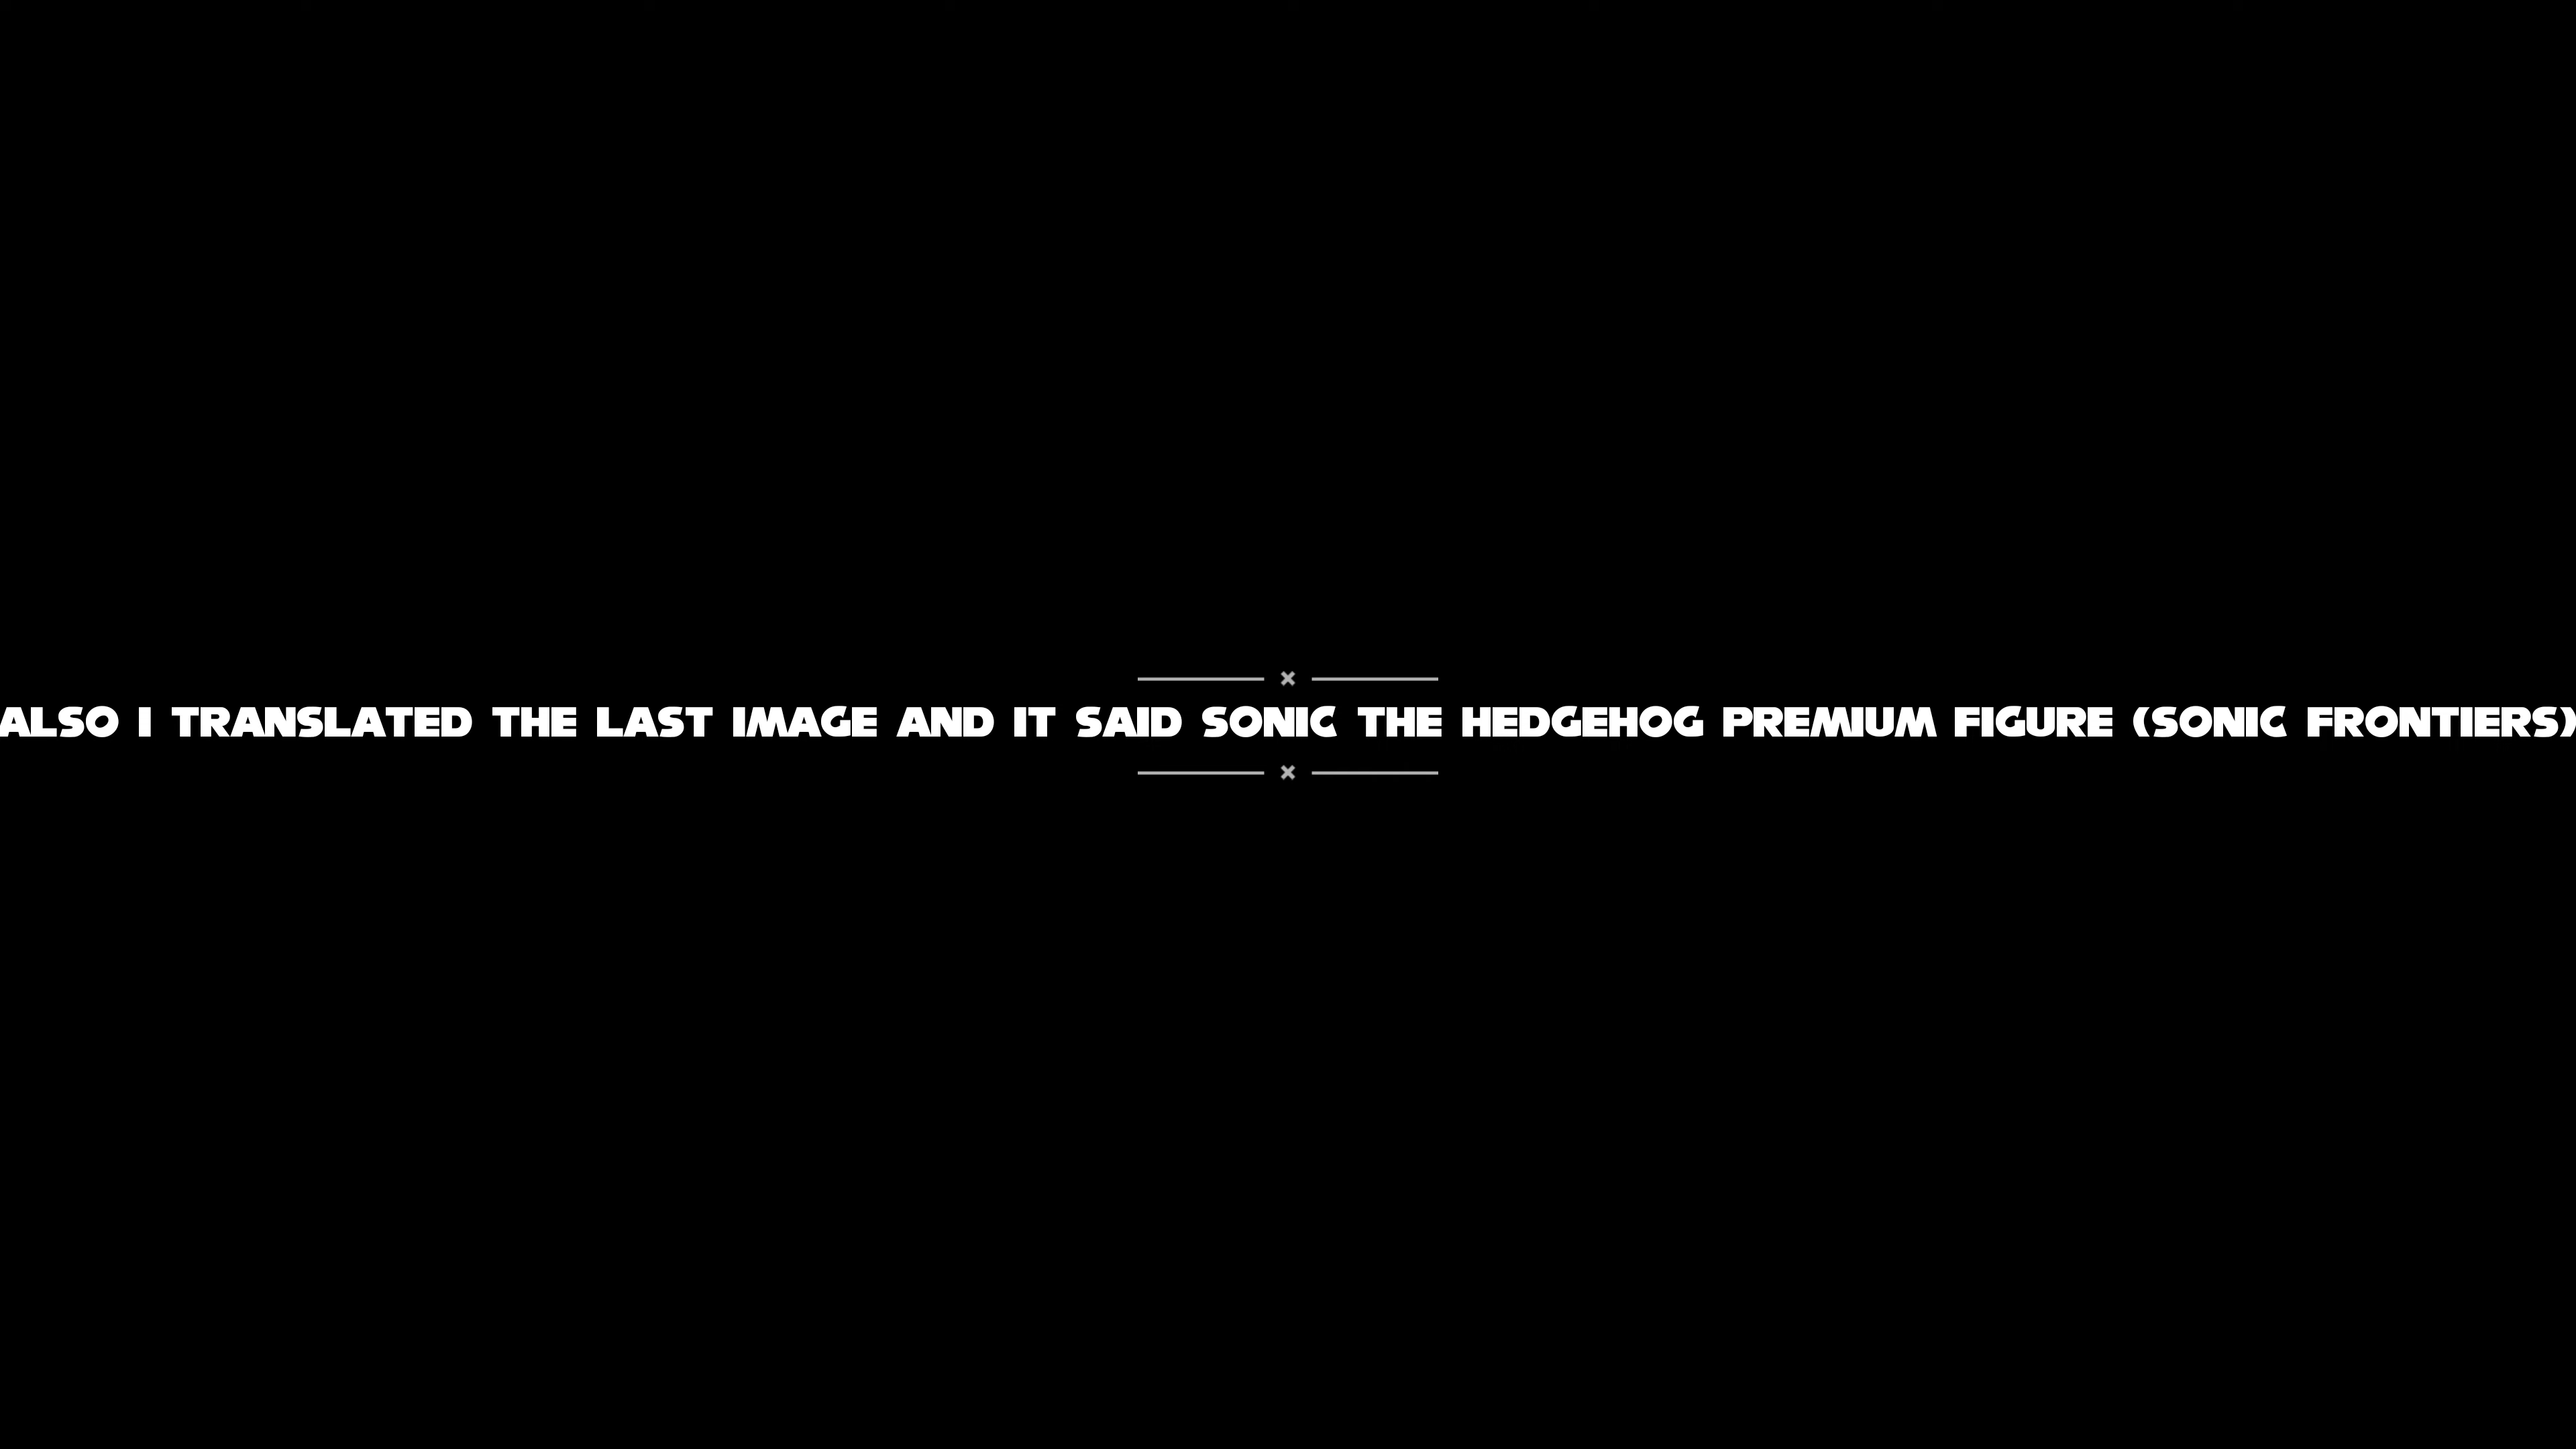 ALSO I TRANSLATED THE LAST IMAGE AND IT SAID SONIC THE HEDGEHOG PREMIUM FIGURE (SONIC FRONTIERS)